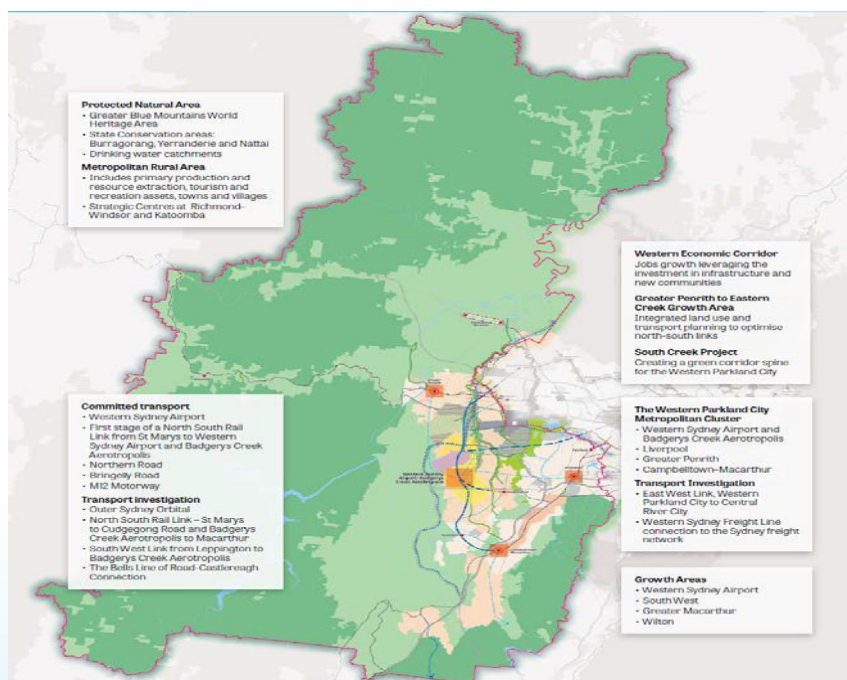 Protected Natural Area
• Greater Blue Mountains World
Heritage Area
• State Conservation areas:
Burragorang, Yerranderie and Nattai
• Drinking water catchments
Metropolitan Rural Area
• Includes primary production and
resource extraction, tourism and
recreation assets, towns and villages
• Strategic Centres at Richmond-
Windsor and Katoomba
Western Economic Corridor
Jobs growth leveraging the
investment in infrastructure and
new communities
Greater Penrith to Eastern
Creek Growth Area
Integrated land use and
transport planning to optimise
north-south links
South Creek Project
Creating a green corridor spine
for the Western Parkland City
Committed transport
• Western Sydney Airport
• First stage of a North South Rail
Link from St Marys to Western
Sydney Airport and Badgerys Creek
Aerotropolis
• Northern Road
• Bringelly Road
• M12 Motorway
Transport investigation
• Outer Sydney Orbital
• North South Rail Link – St Marys
to Cudgegong Road and Badgerys
Creek Aerotropolis to Macarthur
• South West Link from Leppington to
Badgerys Creek Aerotropolis
• The Bells Line of Road-Castlereagh
Connection
The Western Parkland City
Metropolitan Cluster
• Western Sydney Airport and
Badgerys Creek Aerotropolis
• Liverpool
• Greater Penrith
• Campbelltown-Macarthur
Transport Investigation
• East West Link, Western
Parkland City to Central
River City
• Western Sydney Freight Line
connection to the Sydney freight
network
Growth Areas
• Western Sydney Airport
• South West
• Greater Macarthur
• Wilton
Western Sydney
Airport-Badgerys
Creek Aerotropolis